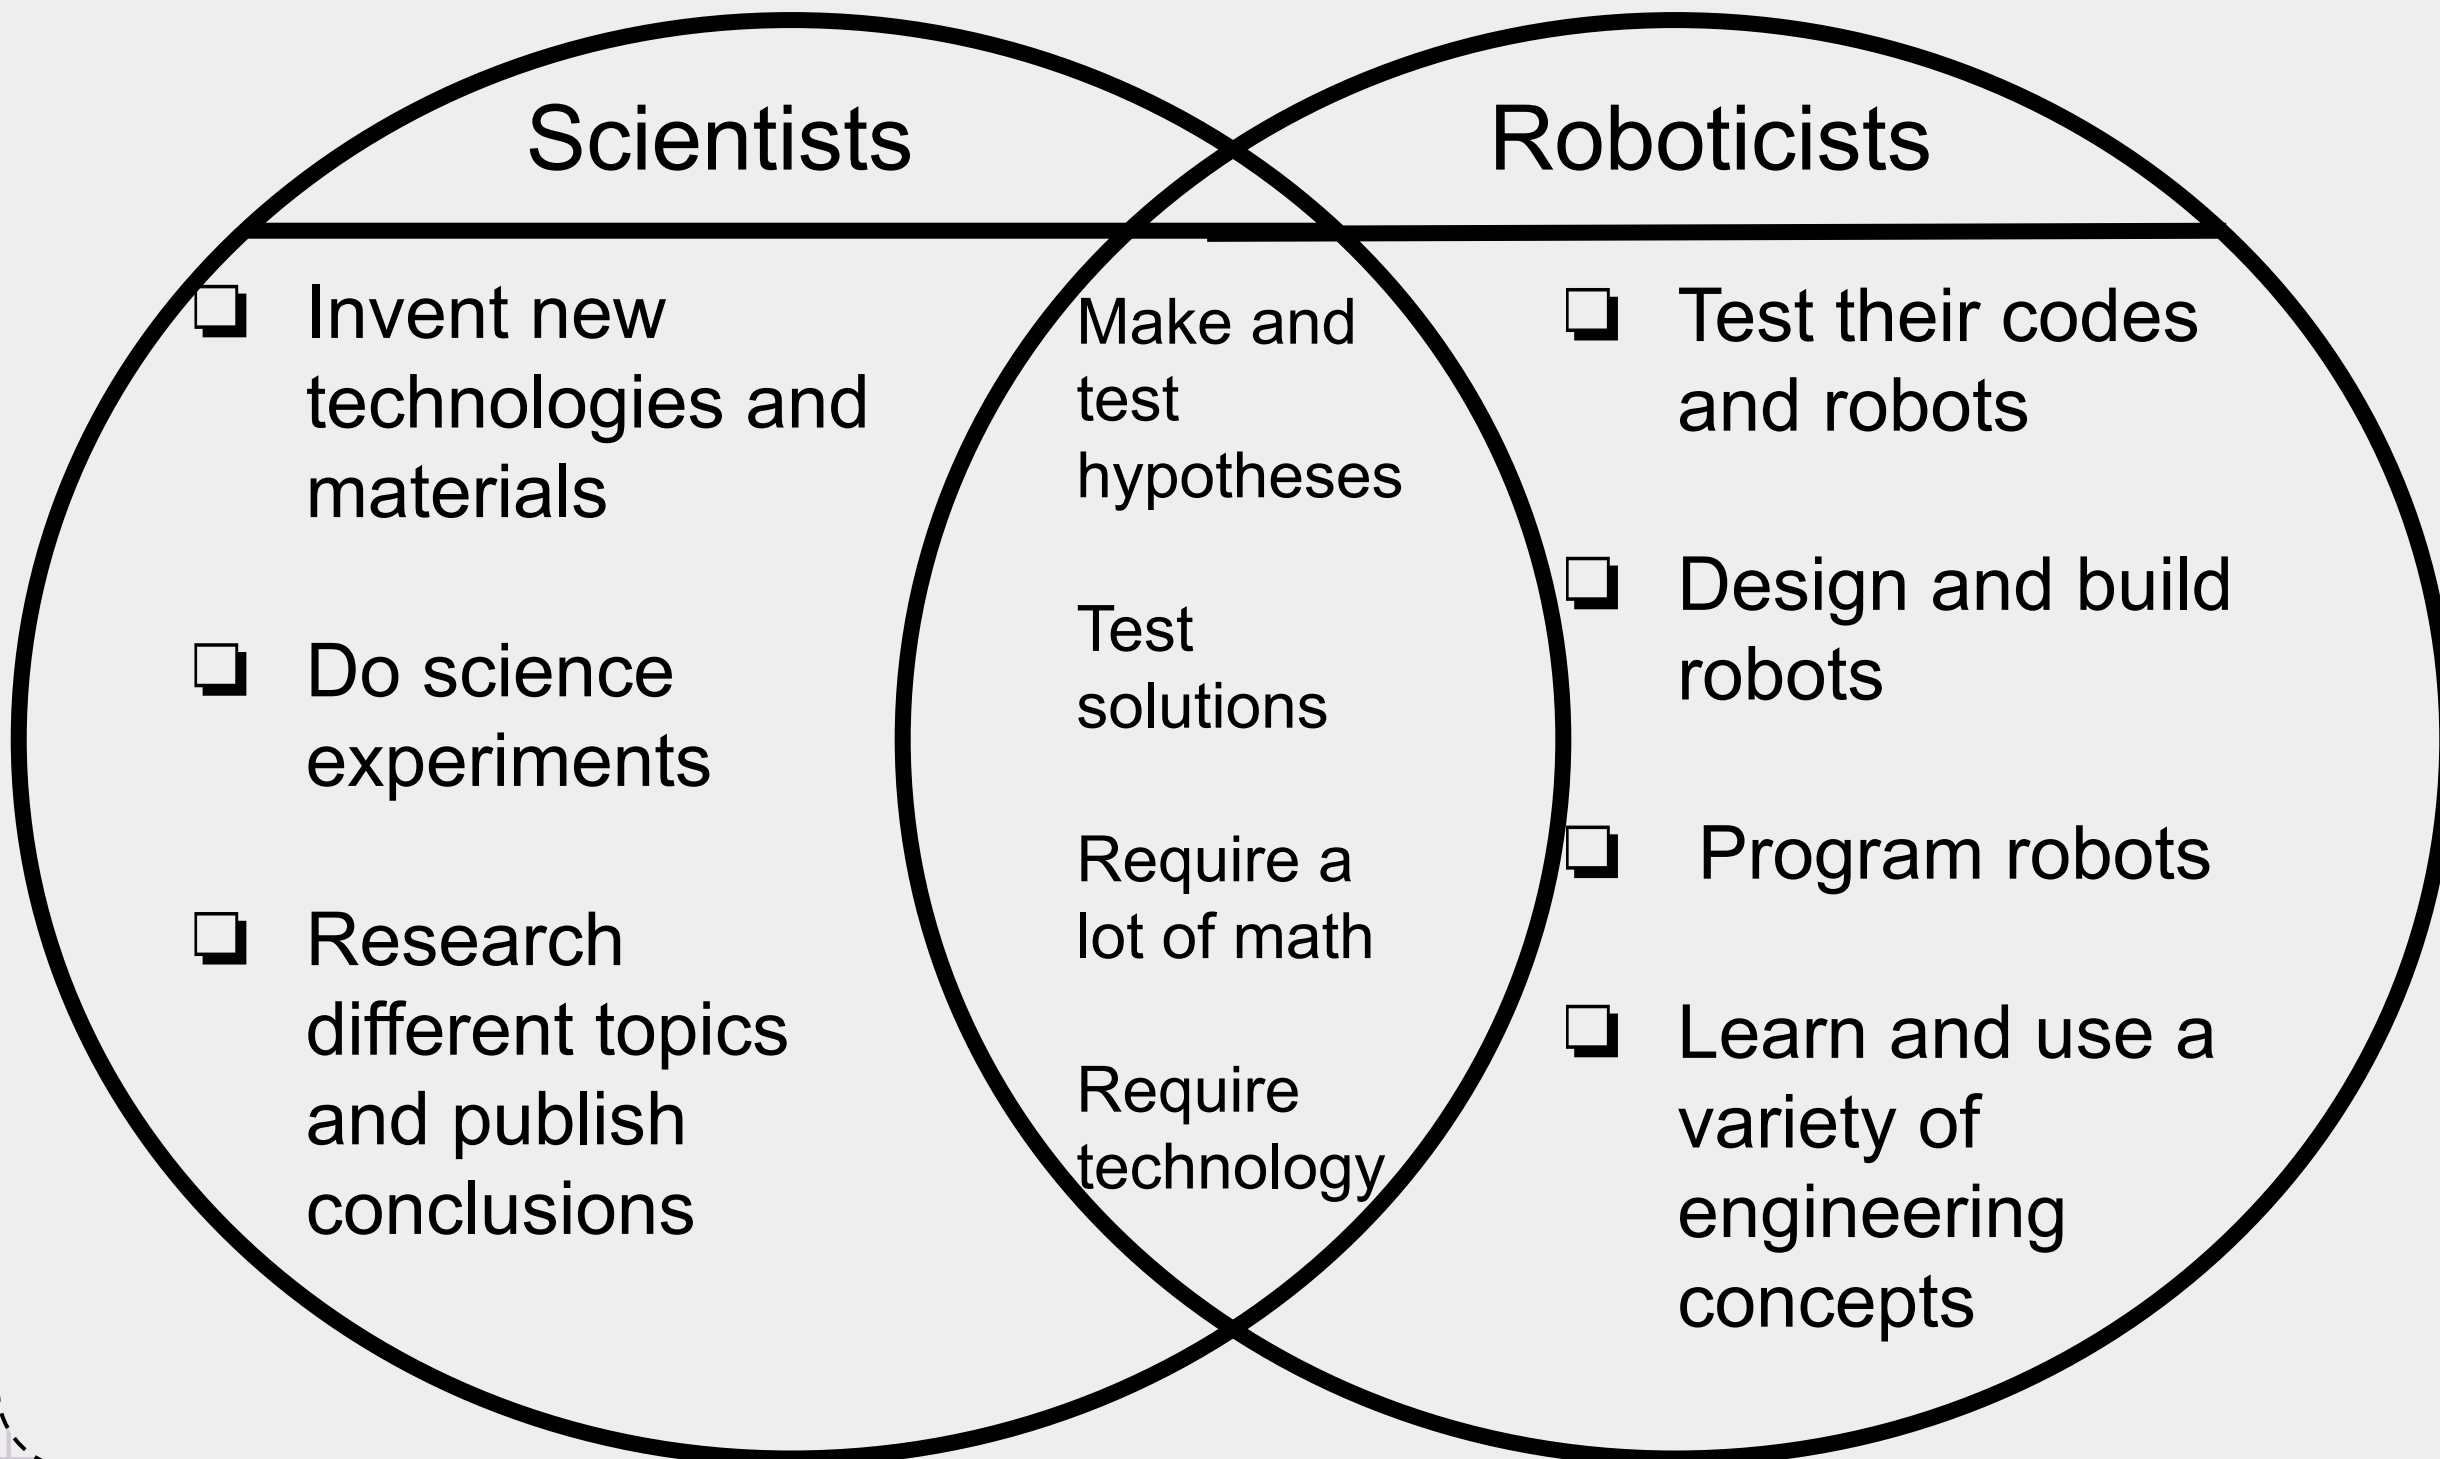 Scientists
Roboticists
❏ Invent new
technologies and
materials
❏ Do science
experiments
❏ Research
different topics
and publish
conclusions
Make and
test
hypotheses
Test
solutions
Require a
lot of math
Require
technology
❏ Test their codes
and robots
❏ Design and build
robots
❏ Program robots
❏ Learn and use a
variety of
engineering
concepts